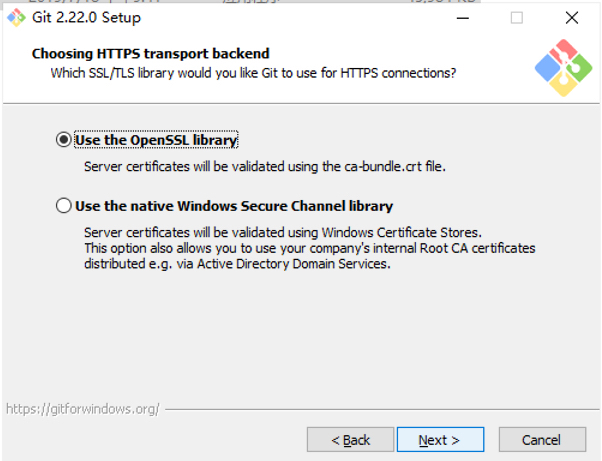 Git 2.22.0 Setup
Choosing HTTPS transport backend
Which SSL/TLS library would you like Git to use for HTTPS connections?
Use the OpenSSL library
Server certificates will be validated using the ca-bundle.crt file.
Use the native Windows Secure Channel library
Server certificates will be validated using Windows Certificate Stores.
This option also allows you to use your company's internal Root CA certificates
distributed e.g. via Active Directory Domain Services.
https://gitforwindows.org/
< Back Next > Cancel